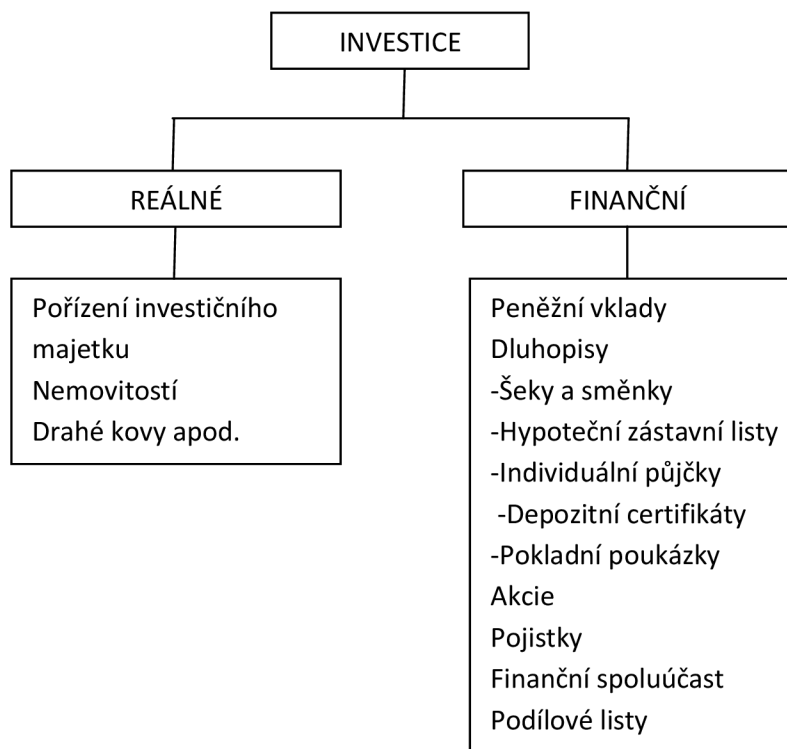 INVESTICE
REÁLNÉ
FINANČNÍ
Pořízení investičního
majetku
Nemovitostí
Drahé kovy apod.
Peněžní vklady
Dluhopisy
-Šeky a směnky
-Hypoteční zástavní listy
-Individuální půjčky
-Depozitní certifikáty
-Pokladní poukázky
Akcie
Pojistky
Finanční spoluúčast
Podílové listy